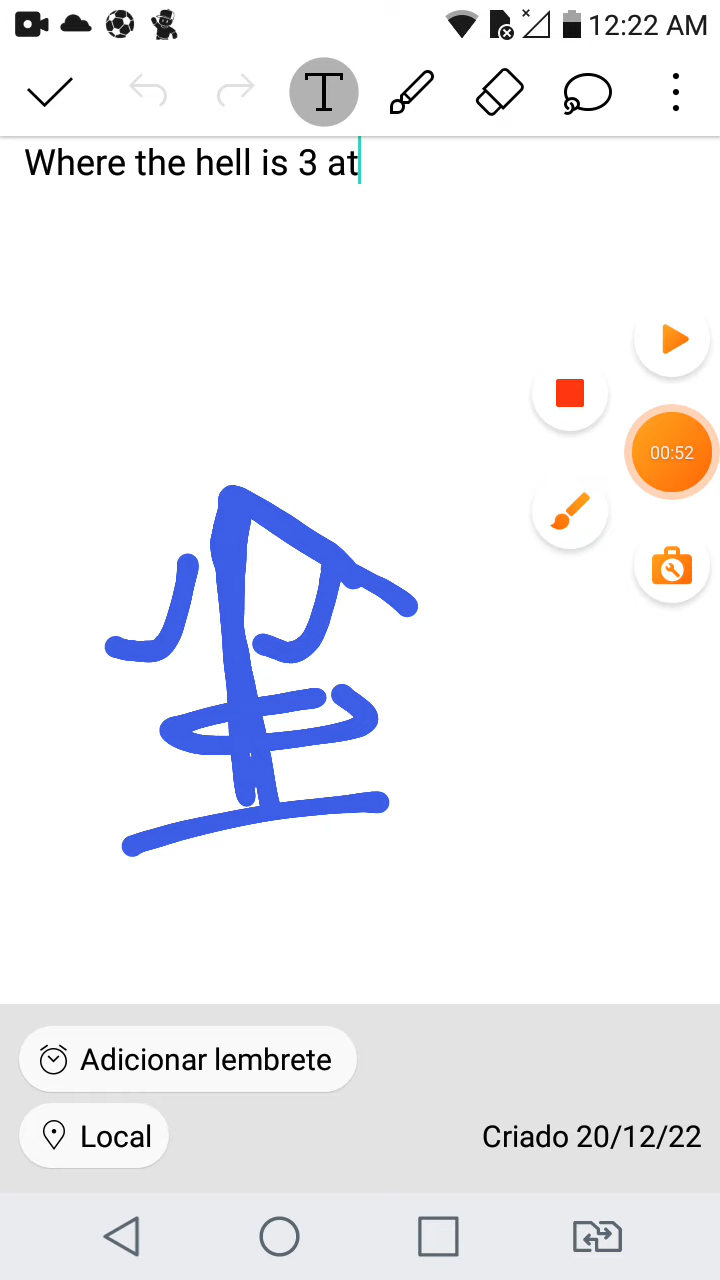 12:22 AM
T
Where the hell is 3 at
00:52
Adicionar lembrete
Local
Criado 20/12/22